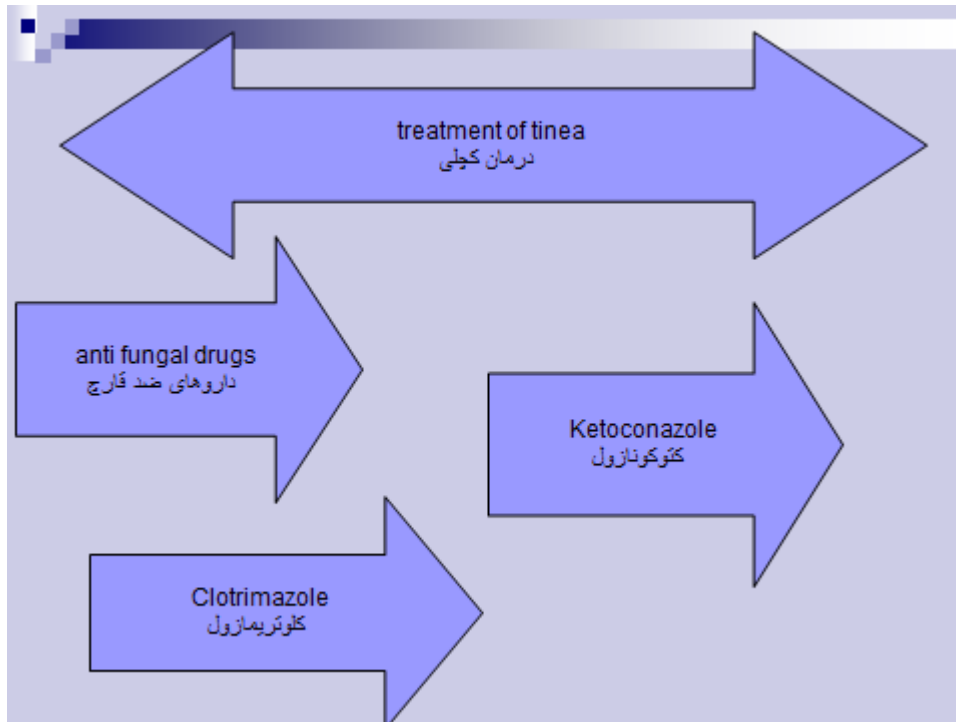 treatment of tinea
درمان کچلی
anti fungal drugs
داروهای ضد قارچ
Ketoconazole
کتوکونازول
Clotrimazole
کلوتریمازول